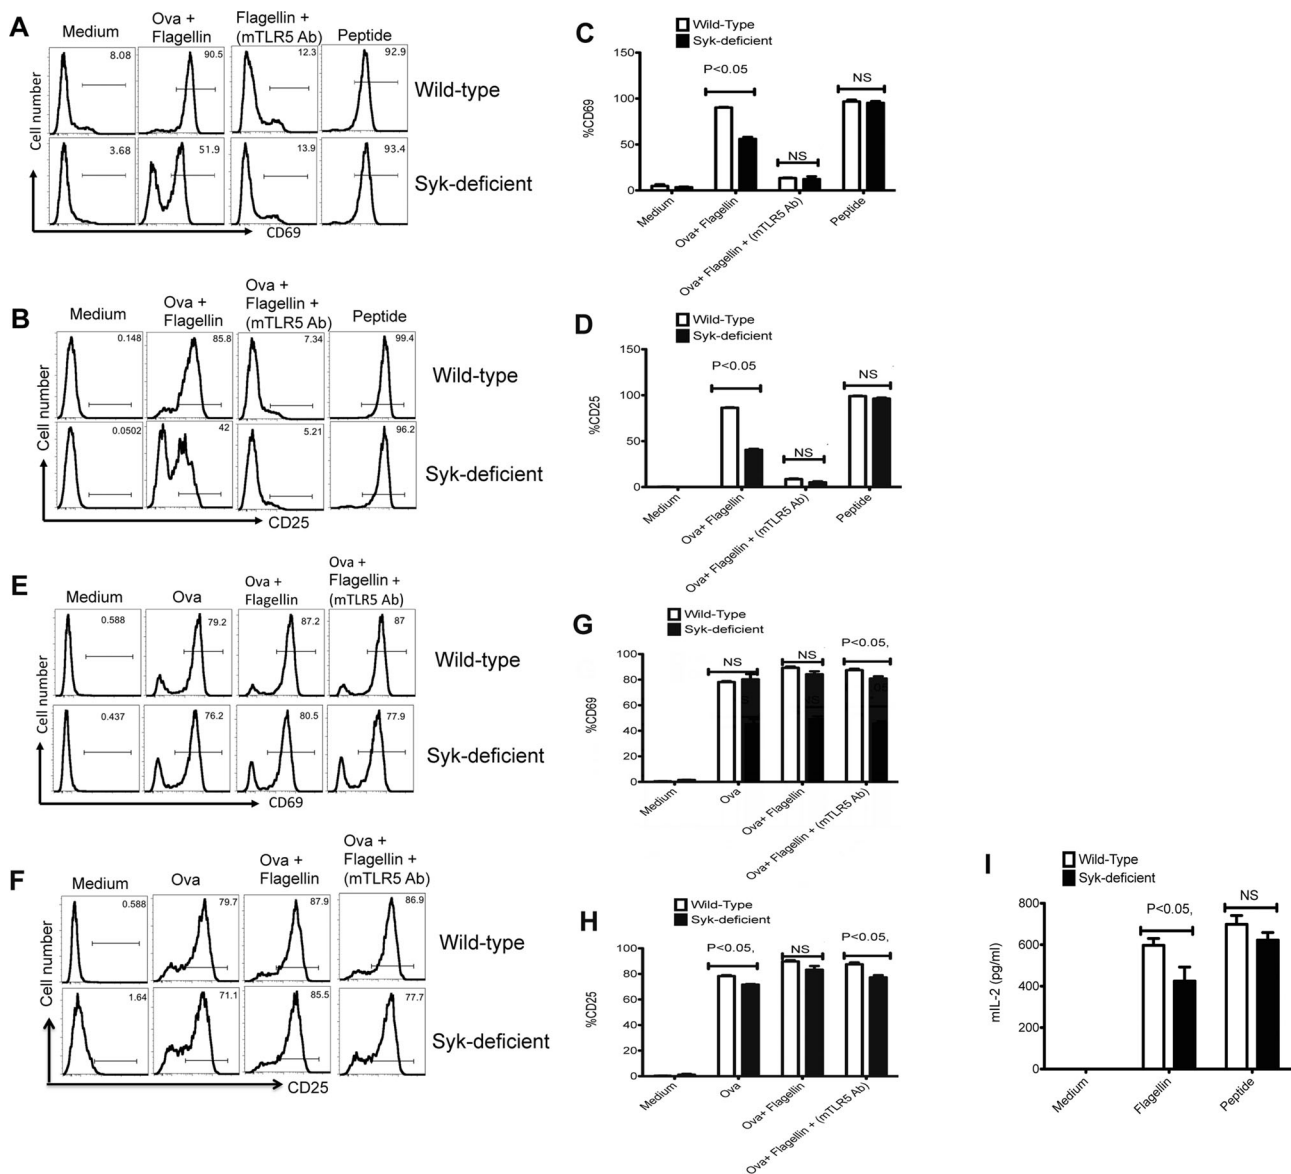 A
Medium
Ova +
Flagellin
Flagellin +
(mTLR5 Ab)
Peptide
8.08
90.5
12.3
92.9
Wild-type
3.68
51.9
13.9
93.4
Syk-deficient
Cell number
CD69
B
Medium
Ova +
Flagellin
Ova +
Flagellin +
(mTLR5 Ab)
Peptide
0.148
85.8
7.34
99.4
Wild-type
0.0502
42
5.21
96.2
Syk-deficient
Cell number
CD25
C
Wild-Type
Syk-deficient
150
100
50
0
%CD69
P<0.05
NS
NS
Medium
Ova+ Flagellin
Ova+ Flagellin + (mTLR5 Ab)
Peptide
D
Wild-Type
Syk-deficient
150
100
50
0
%CD25
P<0.05
NS
NS
Medium
Ova+ Flagellin
Ova+ Flagellin + (mTLR5 Ab)
Peptide
E
Medium
Ova
Ova +
Flagellin
Ova +
Flagellin +
(mTLR5 Ab)
0.588
79.2
87.2
87
Wild-type
0.437
76.2
80.5
77.9
Syk-deficient
Cell number
CD69
F
Medium
Ova
Ova +
Flagellin
Ova +
Flagellin +
(mTLR5 Ab)
0.588
79.7
87.9
86.9
Wild-type
1.64
71.1
85.5
77.7
Syk-deficient
Cell number
CD25
G
Wild-Type
Syk-deficient
100
80
60
40
20
0
%CD69
NS
NS
P<0.05,
Medium
Ova
Ova+ Flagellin
Ova+ Flagellin + (mTLR5 Ab)
H
Wild-Type
Syk-deficient
100
80
60
40
20
0
%CD25
P<0.05,
NS
P<0.05,
Medium
Ova
Ova+ Flagellin
Ova+ Flagellin + (mTLR5 Ab)
I
Wild-Type
Syk-deficient
800
600
400
200
0
mIL-2 (pg/ml)
P<0.05,
NS
Medium
Flagellin
Peptide